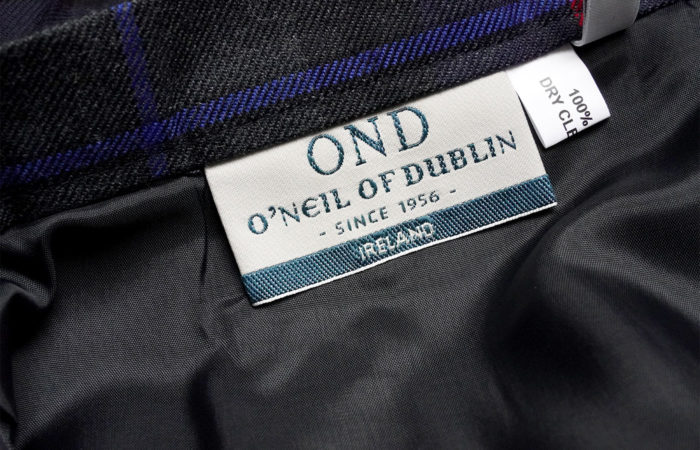 OND
O'NEIL OF DUBLIN
- SINCE 1956 -
IRELAND
100%
DRY CLE